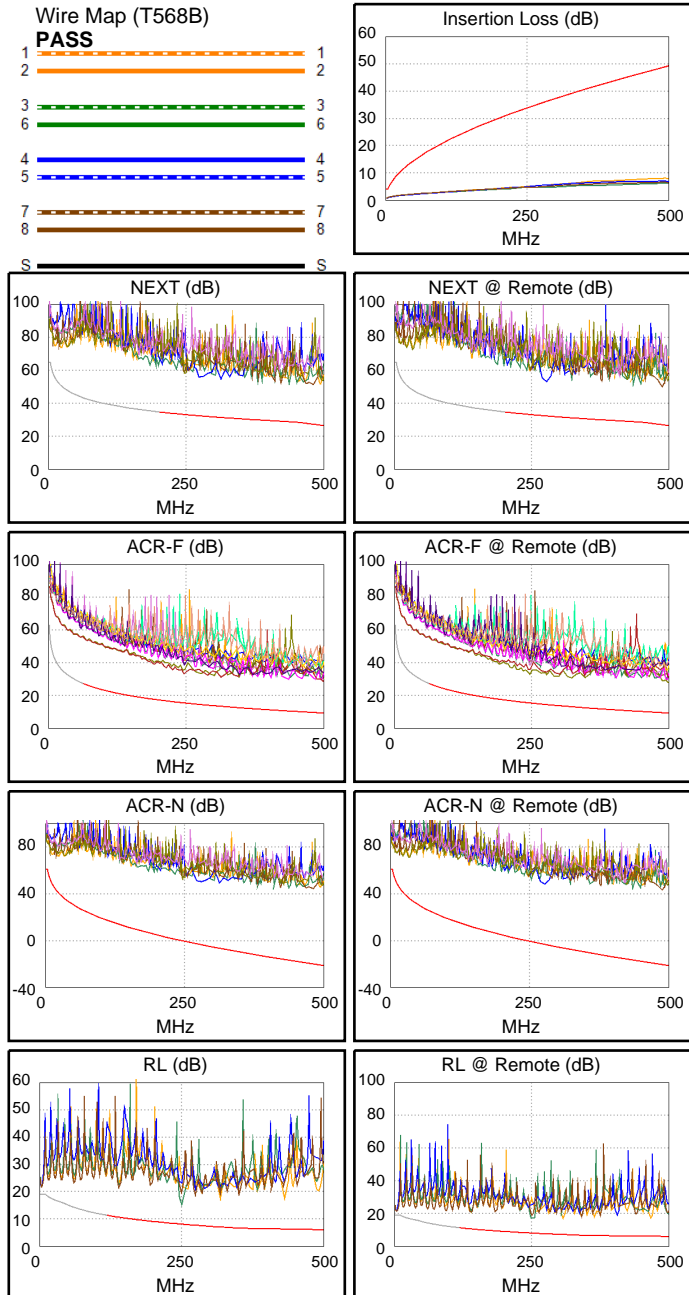 Wire Map (T568B)
PASS
1 1
2 2
3 3
6 6
4 4
5 5
7 7
8 8
S S
Insertion Loss (dB)
60
50
40
30
20
10
0
0 250 500
MHz
NEXT (dB)
100
80
60
40
20
0
0 250 500
MHz
NEXT @ Remote (dB)
100
80
60
40
20
0
0 250 500
MHz
ACR-F (dB)
100
80
60
40
20
0
0 250 500
MHz
ACR-F @ Remote (dB)
100
80
60
40
20
0
0 250 500
MHz
ACR-N (dB)
80
40
0
-40
0 250 500
MHz
ACR-N @ Remote (dB)
80
40
0
-40
0 250 500
MHz
RL (dB)
60
50
40
30
20
10
0
0 250 500
MHz
RL @ Remote (dB)
100
80
60
40
20
0
0 250 500
MHz